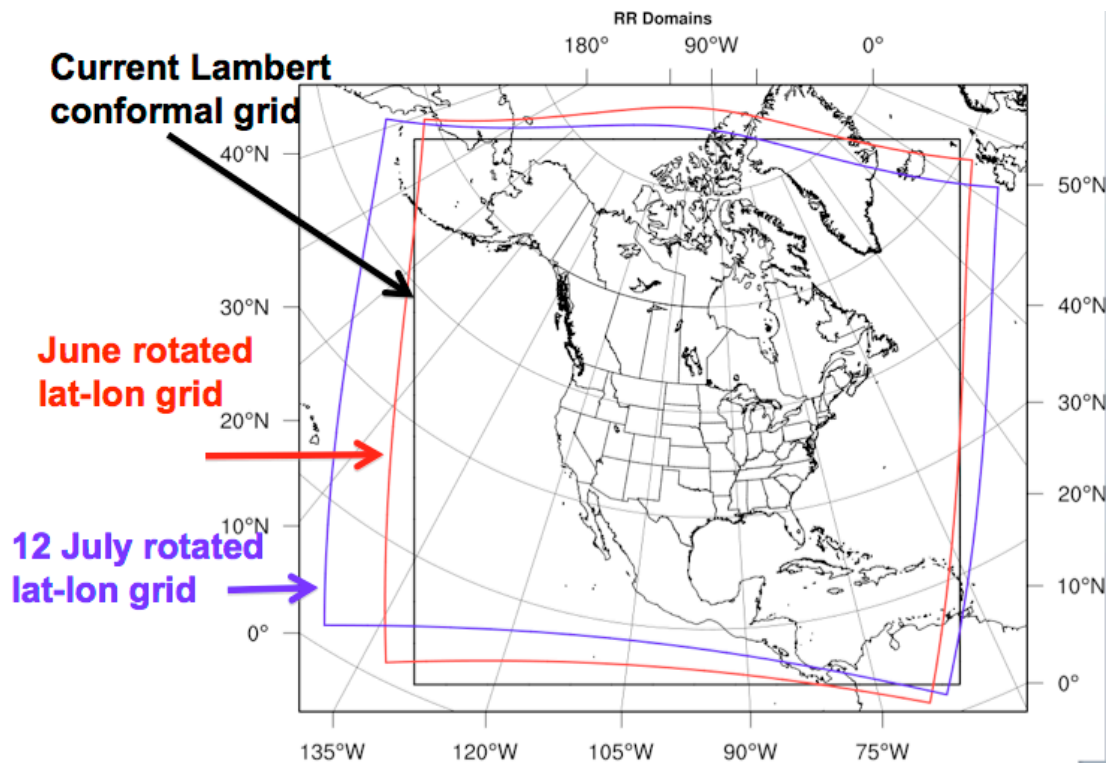 RR Domains
180° 90°W 0°
Current Lambert
conformal grid
40°N
50°N
30°N
40°N
June rotated
lat-lon grid
20°N
30°N
20°N
10°N
12 July rotated
lat-lon grid
10°N
0°
0°
135°W 120°W 105°W 90°W 75°W